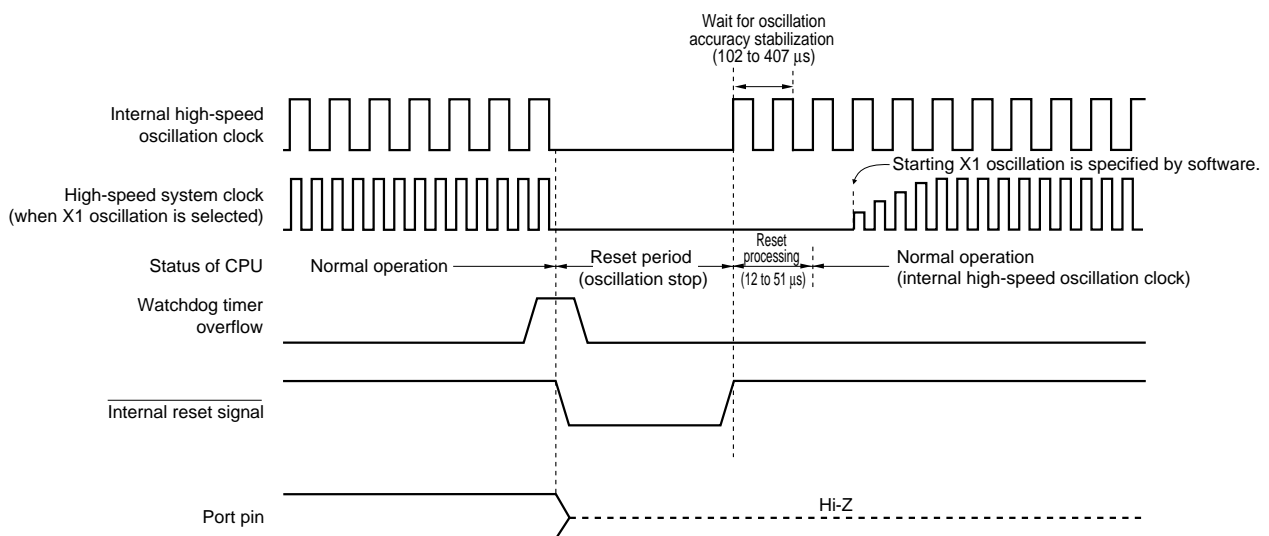 Wait for oscillation
accuracy stabilization
(102 to 407 μs)
Internal high-speed
oscillation clock
Starting X1 oscillation is specified by software.
High-speed system clock
(when X1 oscillation is selected)
Status of CPU
Normal operation
Reset period
(oscillation stop)
Reset
processing
(12 to 51 μs)
Normal operation
(internal high-speed oscillation clock)
Watchdog timer
overflow
Internal reset signal
Port pin
Hi-Z